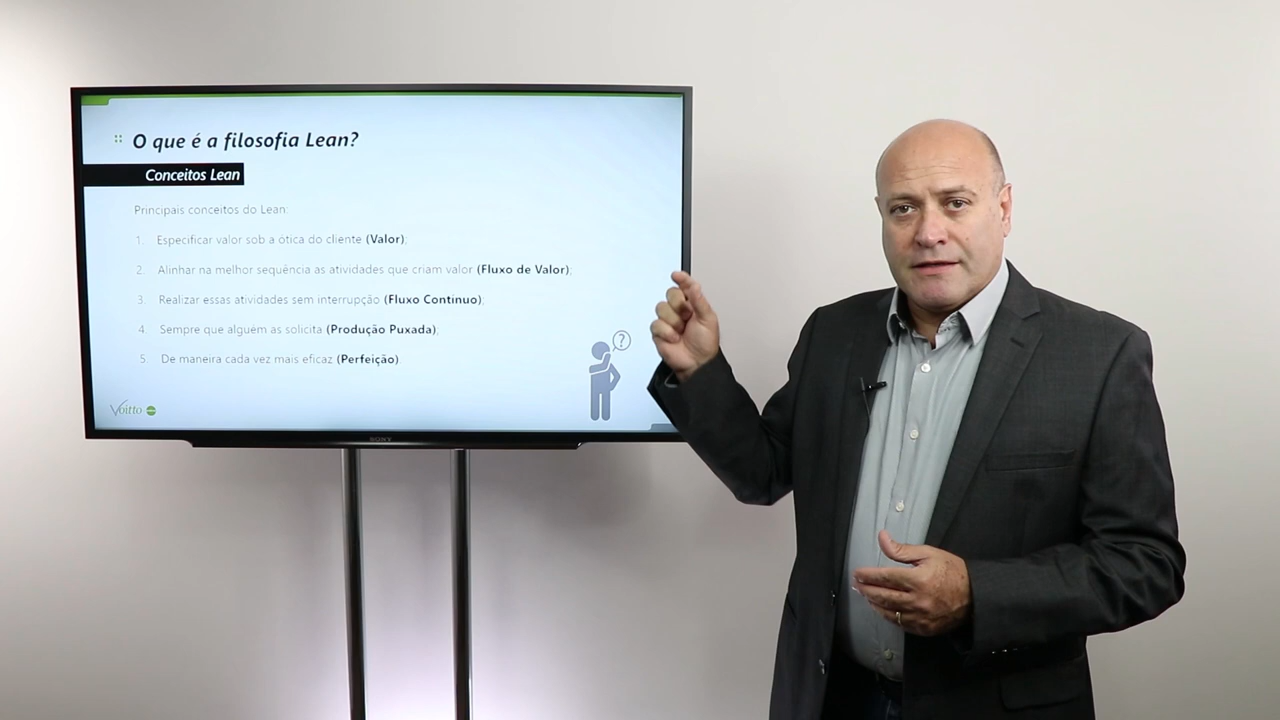 O que é a filosofia Lean?
Conceitos Lean
Principais conceitos do Lean:
1. Especificar valor sob a ótica do cliente (Valor);
2. Alinhar na melhor sequência as atividades que criam valor (Fluxo de Valor);
3. Realizar essas atividades sem interrupção (Fluxo Contínuo);
4. Sempre que alguém as solicita (Produção Puxada);
5. De maneira cada vez mais eficaz (Perfeição).
?
Voitto
SONY